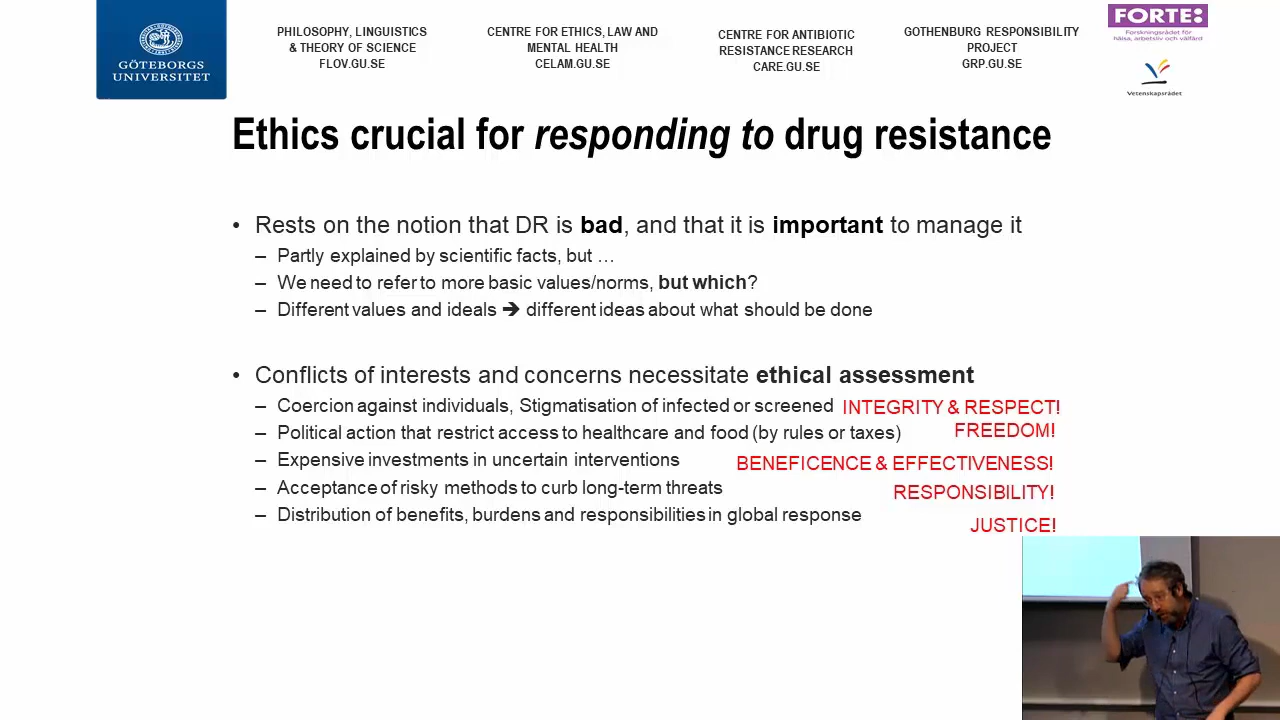 GÖTEBORGS
UNIVERSITET
PHILOSOPHY, LINGUISTICS
& THEORY OF SCIENCE
FLOV.GU.SE
CENTRE FOR ETHICS, LAW AND
MENTAL HEALTH
CELAM.GU.SE
CENTRE FOR ANTIBIOTIC
RESISTANCE RESEARCH
CARE.GU.SE
GOTHENBURG RESPONSIBILITY
PROJECT
GRP.GU.SE
FORTE:
Forskningsrådet för
hälsa, arbetsliv och välfärd
Vetenskapsrådet
Ethics crucial for responding to drug resistance
• Rests on the notion that DR is bad, and that it is important to manage it
– Partly explained by scientific facts, but …
– We need to refer to more basic values/norms, but which?
– Different values and ideals ➔ different ideas about what should be done
• Conflicts of interests and concerns necessitate ethical assessment
– Coercion against individuals, Stigmatisation of infected or screened INTEGRITY & RESPECT!
– Political action that restrict access to healthcare and food (by rules or taxes) FREEDOM!
– Expensive investments in uncertain interventions BENEFICENCE & EFFECTIVENESS!
– Acceptance of risky methods to curb long-term threats RESPONSIBILITY!
– Distribution of benefits, burdens and responsibilities in global response JUSTICE!